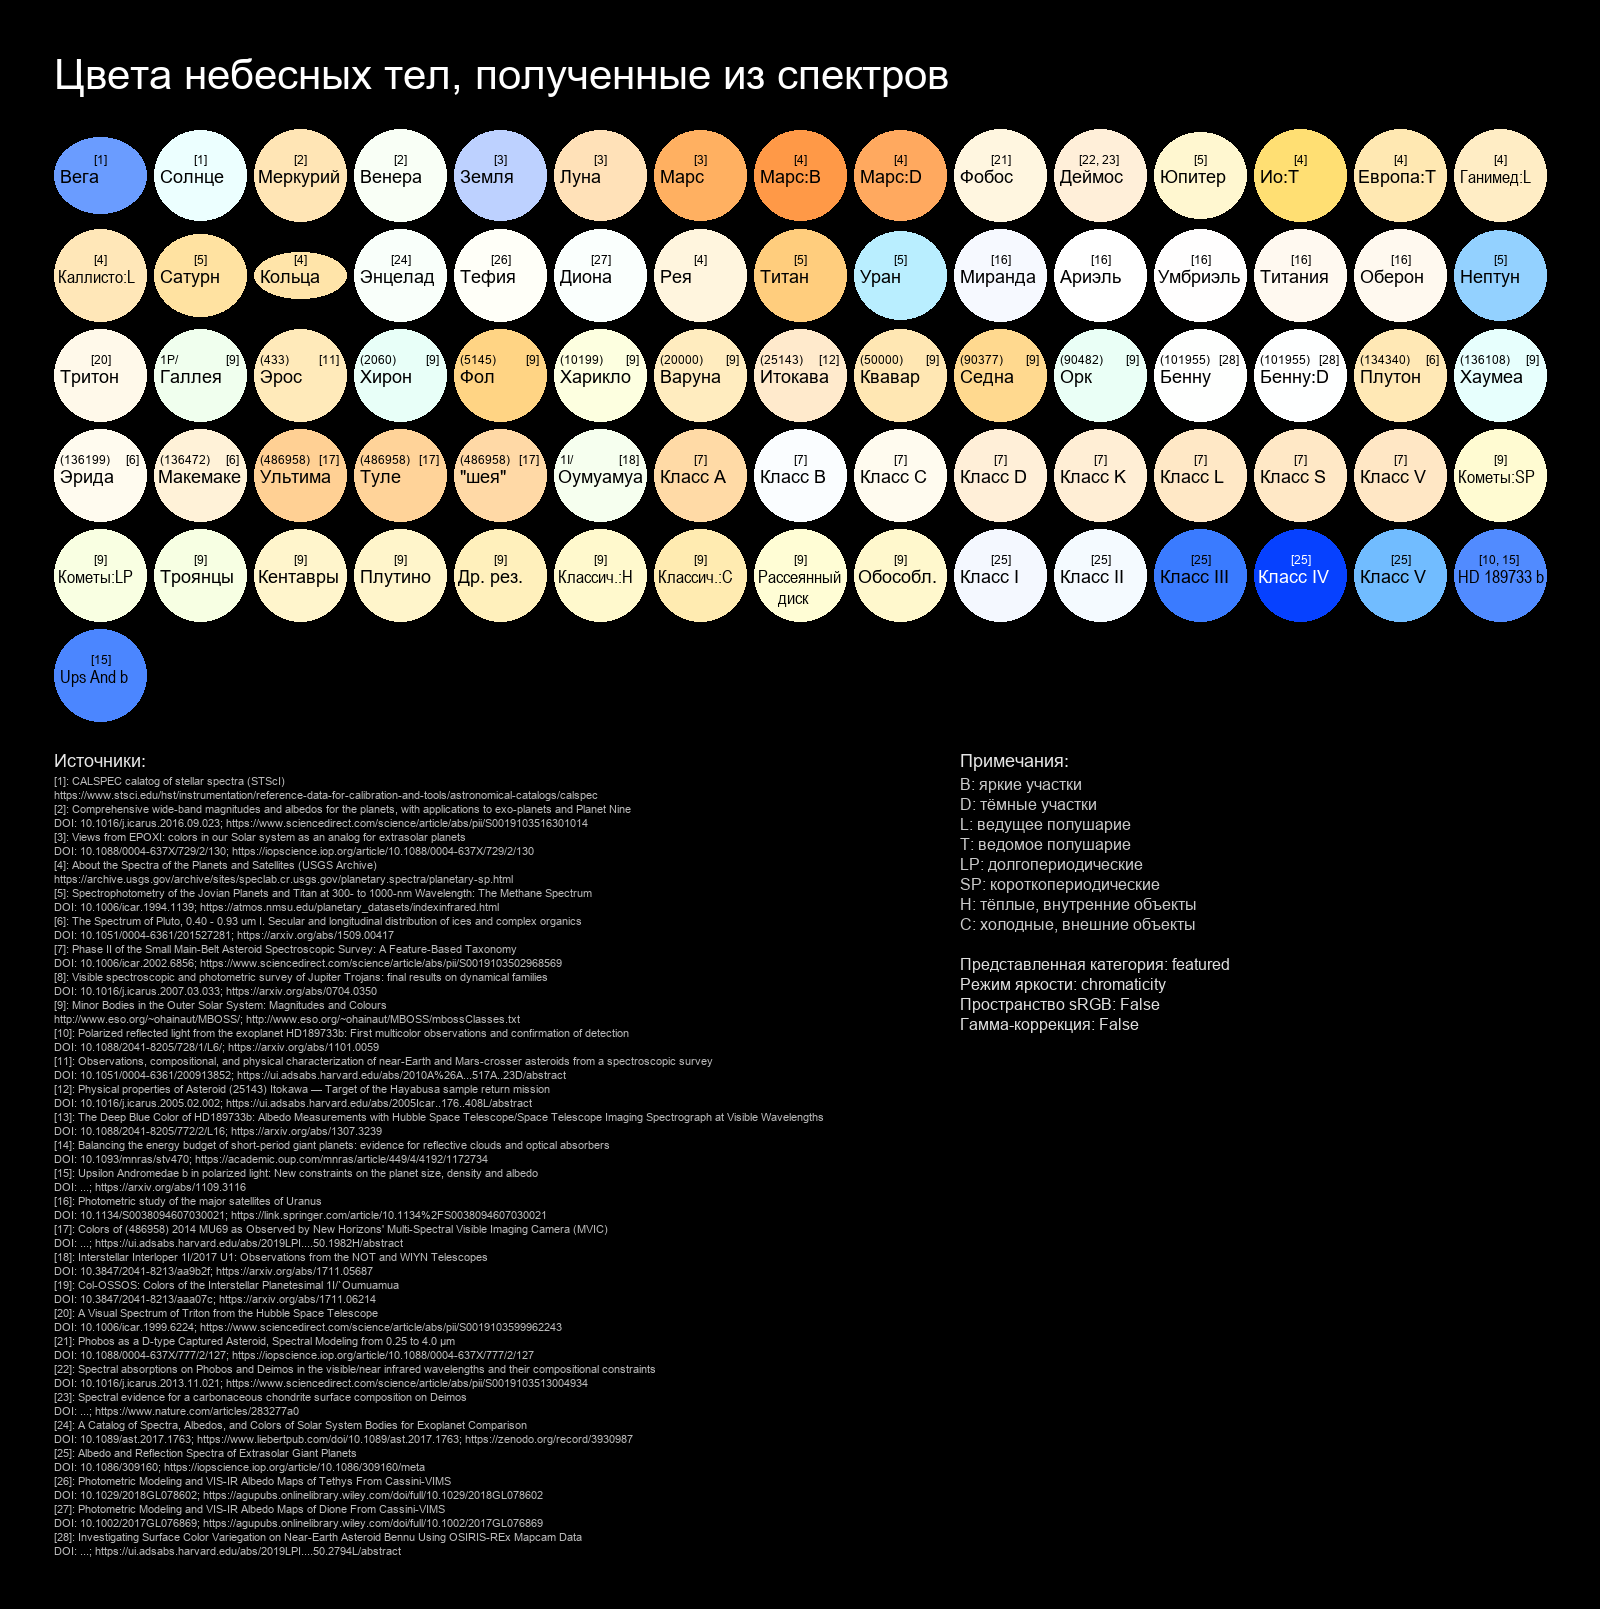 Цвета небесных тел, полученные из спектров
[1] [1] [2] [2] [3] [3] [3] [4] [4] [21] [22, 23] [5] [4] [4] [4]
Вега Солнце Меркурий Венера Земля Луна Марс Марс:B Марс:D Фобос Деймос Юпитер Ио:T Европа:T Ганимед:L
[4] [5] [4] [24] [26] [27] [4] [5] [5] [16] [16] [16] [16] [16] [5]
Каллисто:L Сатурн Кольца Энцелад Тефия Диона Рея Титан Уран Миранда Ариэль Умбриэль Титания Оберон Нептун
[20] 1P/ [9] (433) [11] (2060) [9] (5145) [9] (10199) [9] (20000) [9] (25143) [12] (50000) [9] (90377) [9] (90482) [9] (101955) [28] (101955) [28] (134340) [6] (136108) [9]
Тритон Галлея Эрос Хирон Фол Харикло Варуна Итокава Квавар Седна Орк Бенну Бенну:D Плутон Хаумеа
(136199) [6] (136472) [6] (486958) [17] (486958) [17] (486958) [17] 1I/ [18] [7] [7] [7] [7] [7] [7] [7] [7] [9]
Эрида Макемаке Ультима Туле "шея" Оумуамуа Класс A Класс B Класс C Класс D Класс K Класс L Класс S Класс V Кометы:SP
[9] [9] [9] [9] [9] [9] [9] [9] [9] [25] [25] [25] [25] [25] [10, 15]
Кометы:LP Троянцы Кентавры Плутино Др. рез. Классич.:H Классич.:C Рассеянный Обособл. Класс I Класс II Класс III Класс IV Класс V HD 189733 b
диск
[15]
Ups And b
Источники:
[1]: CALSPEC calatog of stellar spectra (STScI)
https://www.stsci.edu/hst/instrumentation/reference-data-for-calibration-and-tools/astronomical-catalogs/calspec
[2]: Comprehensive wide-band magnitudes and albedos for the planets, with applications to exo-planets and Planet Nine
DOI: 10.1016/j.icarus.2016.09.023; https://www.sciencedirect.com/science/article/abs/pii/S0019103516301014
[3]: Views from EPOXI: colors in our Solar system as an analog for extrasolar planets
DOI: 10.1088/0004-637X/729/2/130; https://iopscience.iop.org/article/10.1088/0004-637X/729/2/130
[4]: About the Spectra of the Planets and Satellites (USGS Archive)
https://archive.usgs.gov/archive/sites/speclab.cr.usgs.gov/planetary.spectra/planetary-sp.html
[5]: Spectrophotometry of the Jovian Planets and Titan at 300- to 1000-nm Wavelength: The Methane Spectrum
DOI: 10.1006/icar.1994.1139; https://atmos.nmsu.edu/planetary_datasets/indexinfrared.html
[6]: The Spectrum of Pluto, 0.40 - 0.93 um I. Secular and longitudinal distribution of ices and complex organics
DOI: 10.1051/0004-6361/201527281; https://arxiv.org/abs/1509.00417
[7]: Phase II of the Small Main-Belt Asteroid Spectroscopic Survey: A Feature-Based Taxonomy
DOI: 10.1006/icar.2002.6856; https://www.sciencedirect.com/science/article/abs/pii/S0019103502968569
[8]: Visible spectroscopic and photometric survey of Jupiter Trojans: final results on dynamical families
DOI: 10.1016/j.icarus.2007.03.033; https://arxiv.org/abs/0704.0350
[9]: Minor Bodies in the Outer Solar System: Magnitudes and Colours
http://www.eso.org/~ohainaut/MBOSS/; http://www.eso.org/~ohainaut/MBOSS/mbossClasses.txt
[10]: Polarized reflected light from the exoplanet HD189733b: First multicolor observations and confirmation of detection
DOI: 10.1088/2041-8205/728/1/L6/; https://arxiv.org/abs/1101.0059
[11]: Observations, compositional, and physical characterization of near-Earth and Mars-crosser asteroids from a spectroscopic survey
DOI: 10.1051/0004-6361/200913852; https://ui.adsabs.harvard.edu/abs/2010A%26A...517A..23D/abstract
[12]: Physical properties of Asteroid (25143) Itokawa — Target of the Hayabusa sample return mission
DOI: 10.1016/j.icarus.2005.02.002; https://ui.adsabs.harvard.edu/abs/2005Icar..176..408L/abstract
[13]: The Deep Blue Color of HD189733b: Albedo Measurements with Hubble Space Telescope/Space Telescope Imaging Spectrograph at Visible Wavelengths
DOI: 10.1088/2041-8205/772/2/L16; https://arxiv.org/abs/1307.3239
[14]: Balancing the energy budget of short-period giant planets: evidence for reflective clouds and optical absorbers
DOI: 10.1093/mnras/stv470; https://academic.oup.com/mnras/article/449/4/4192/1172734
[15]: Upsilon Andromedae b in polarized light: New constraints on the planet size, density and albedo
DOI: ...; https://arxiv.org/abs/1109.3116
[16]: Photometric study of the major satellites of Uranus
DOI: 10.1134/S0038094607030021; https://link.springer.com/article/10.1134%2FS0038094607030021
[17]: Colors of (486958) 2014 MU69 as Observed by New Horizons' Multi-Spectral Visible Imaging Camera (MVIC)
DOI: ...; https://ui.adsabs.harvard.edu/abs/2019LPI....50.1982H/abstract
[18]: Interstellar Interloper 1I/2017 U1: Observations from the NOT and WIYN Telescopes
DOI: 10.3847/2041-8213/aa9b2f; https://arxiv.org/abs/1711.05687
[19]: Col-OSSOS: Colors of the Interstellar Planetesimal 1I/`Oumuamua
DOI: 10.3847/2041-8213/aaa07c; https://arxiv.org/abs/1711.06214
[20]: A Visual Spectrum of Triton from the Hubble Space Telescope
DOI: 10.1006/icar.1999.6224; https://www.sciencedirect.com/science/article/abs/pii/S0019103599962243
[21]: Phobos as a D-type Captured Asteroid, Spectral Modeling from 0.25 to 4.0 μm
DOI: 10.1088/0004-637X/777/2/127; https://iopscience.iop.org/article/10.1088/0004-637X/777/2/127
[22]: Spectral absorptions on Phobos and Deimos in the visible/near infrared wavelengths and their compositional constraints
DOI: 10.1016/j.icarus.2013.11.021; https://www.sciencedirect.com/science/article/abs/pii/S0019103513004934
[23]: Spectral evidence for a carbonaceous chondrite surface composition on Deimos
DOI: ...; https://www.nature.com/articles/283277a0
[24]: A Catalog of Spectra, Albedos, and Colors of Solar System Bodies for Exoplanet Comparison
DOI: 10.1089/ast.2017.1763; https://www.liebertpub.com/doi/10.1089/ast.2017.1763; https://zenodo.org/record/3930987
[25]: Albedo and Reflection Spectra of Extrasolar Giant Planets
DOI: 10.1086/309160; https://iopscience.iop.org/article/10.1086/309160/meta
[26]: Photometric Modeling and VIS-IR Albedo Maps of Tethys From Cassini-VIMS
DOI: 10.1029/2018GL078602; https://agupubs.onlinelibrary.wiley.com/doi/full/10.1029/2018GL078602
[27]: Photometric Modeling and VIS-IR Albedo Maps of Dione From Cassini-VIMS
DOI: 10.1002/2017GL076869; https://agupubs.onlinelibrary.wiley.com/doi/full/10.1002/2017GL076869
[28]: Investigating Surface Color Variegation on Near-Earth Asteroid Bennu Using OSIRIS-REx Mapcam Data
DOI: ...; https://ui.adsabs.harvard.edu/abs/2019LPI....50.2794L/abstract
Примечания:
B: яркие участки
D: тёмные участки
L: ведущее полушарие
T: ведомое полушарие
LP: долгопериодические
SP: короткопериодические
H: тёплые, внутренние объекты
C: холодные, внешние объекты
Представленная категория: featured
Режим яркости: chromaticity
Пространство sRGB: False
Гамма-коррекция: False